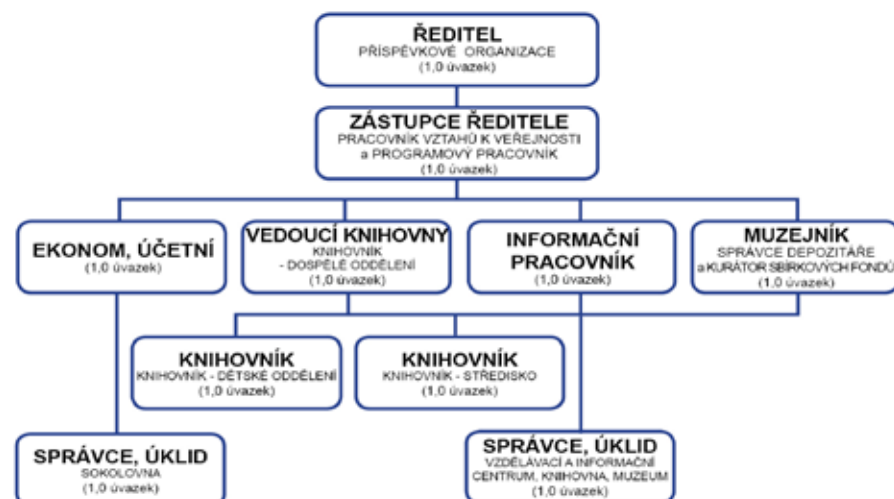 ŘEDITEL
PŘÍSPĚVKOVÉ ORGANIZACE
(1,0 úvazek)
ZÁSTUPCE ŘEDITELE
PRACOVNÍK VZTAHŮ K VEŘEJNOSTI
a PROGRAMOVÝ PRACOVNÍK
(1,0 úvazek)
EKONOM, ÚČETNÍ
(1,0 úvazek)
VEDOUCÍ KNIHOVNY
KNIHOVNÍK
- DOSPĚLÉ ODDĚLENÍ
(1,0 úvazek)
INFORMAČNÍ
PRACOVNÍK
(1,0 úvazek)
MUZEJNÍK
SPRÁVCE DEPOZITÁŘE
a KURÁTOR SBÍRKOVÝCH FONDŮ
(1,0 úvazek)
KNIHOVNÍK
KNIHOVNÍK - DĚTSKÉ ODDĚLENÍ
(1,0 úvazek)
KNIHOVNÍK
KNIHOVNÍK - STŘEDISKO
(1,0 úvazek)
SPRÁVCE, ÚKLID
SOKOLOVNA
(1,0 úvazek)
SPRÁVCE, ÚKLID
VZDĚLÁVACÍ A INFORMAČNÍ
CENTRUM, KNIHOVNA, MUZEUM
(1,0 úvazek)